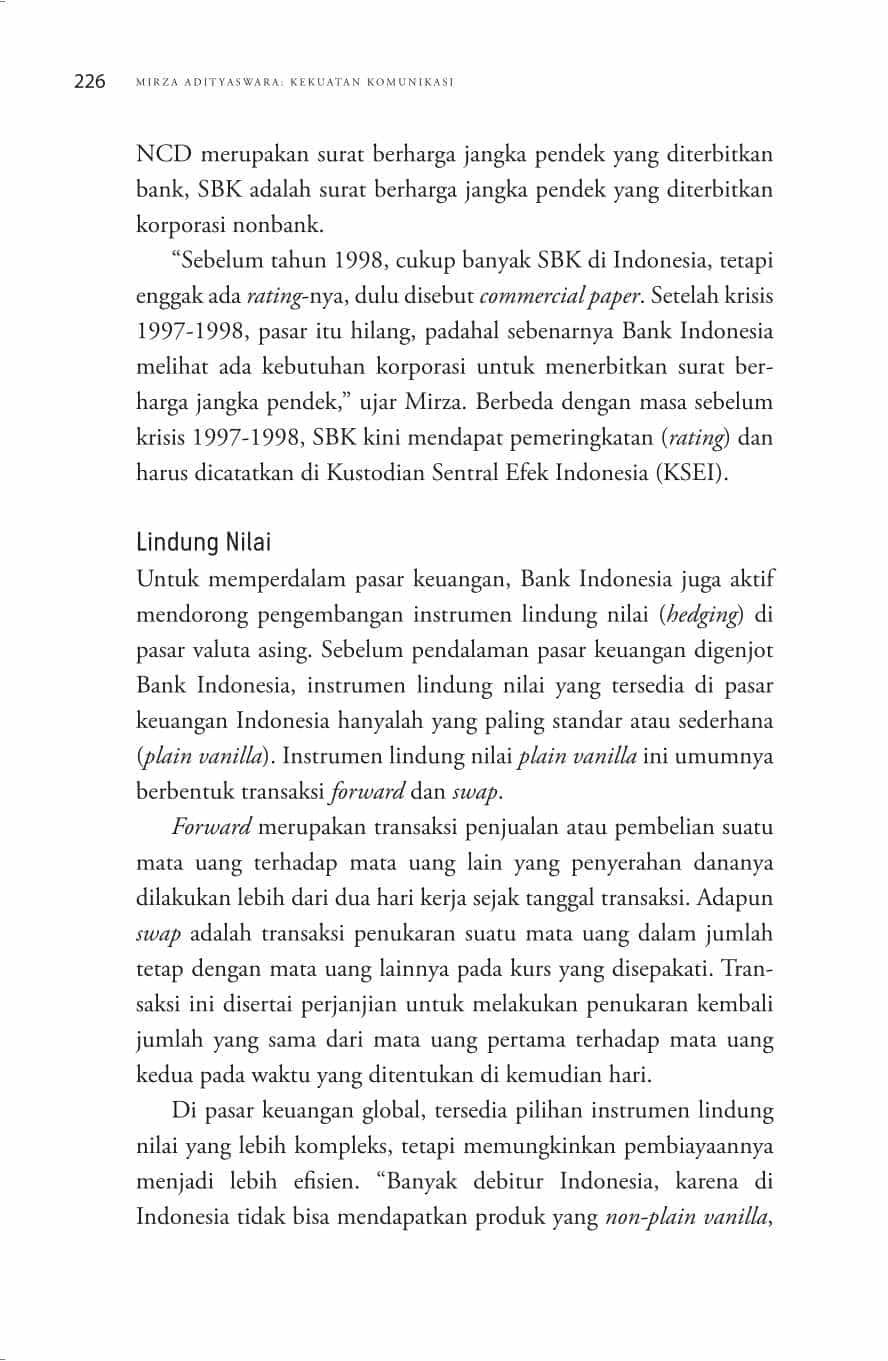 226 MIRZA ADITYASWARA: KEKUATAN KOMUNIKASI
NCD merupakan surat berharga jangka pendek yang diterbitkan
bank, SBK adalah surat berharga jangka pendek yang diterbitkan
korporasi nonbank.
“Sebelum tahun 1998, cukup banyak SBK di Indonesia, tetapi
enggak ada rating-nya, dulu disebut commercial paper. Setelah krisis
1997-1998, pasar itu hilang, padahal sebenarnya Bank Indonesia
melihat ada kebutuhan korporasi untuk menerbitkan surat ber-
harga jangka pendek,” ujar Mirza. Berbeda dengan masa sebelum
krisis 1997-1998, SBK kini mendapat pemeringkatan (rating) dan
harus dicatatkan di Kustodian Sentral Efek Indonesia (KSEI).
Lindung Nilai
Untuk memperdalam pasar keuangan, Bank Indonesia juga aktif
mendorong pengembangan instrumen lindung nilai (hedging) di
pasar valuta asing. Sebelum pendalaman pasar keuangan digenjot
Bank Indonesia, instrumen lindung nilai yang tersedia di pasar
keuangan Indonesia hanyalah yang paling standar atau sederhana
(plain vanilla). Instrumen lindung nilai plain vanilla ini umumnya
berbentuk transaksi forward dan swap.
Forward merupakan transaksi penjualan atau pembelian suatu
mata uang terhadap mata uang lain yang penyerahan dananya
dilakukan lebih dari dua hari kerja sejak tanggal transaksi. Adapun
swap adalah transaksi penukaran suatu mata uang dalam jumlah
tetap dengan mata uang lainnya pada kurs yang disepakati. Tran-
saksi ini disertai perjanjian untuk melakukan penukaran kembali
jumlah yang sama dari mata uang pertama terhadap mata uang
kedua pada waktu yang ditentukan di kemudian hari.
Di pasar keuangan global, tersedia pilihan instrumen lindung
nilai yang lebih kompleks, tetapi memungkinkan pembiayaannya
menjadi lebih efisien. “Banyak debitur Indonesia, karena di
Indonesia tidak bisa mendapatkan produk yang non-plain vanilla,